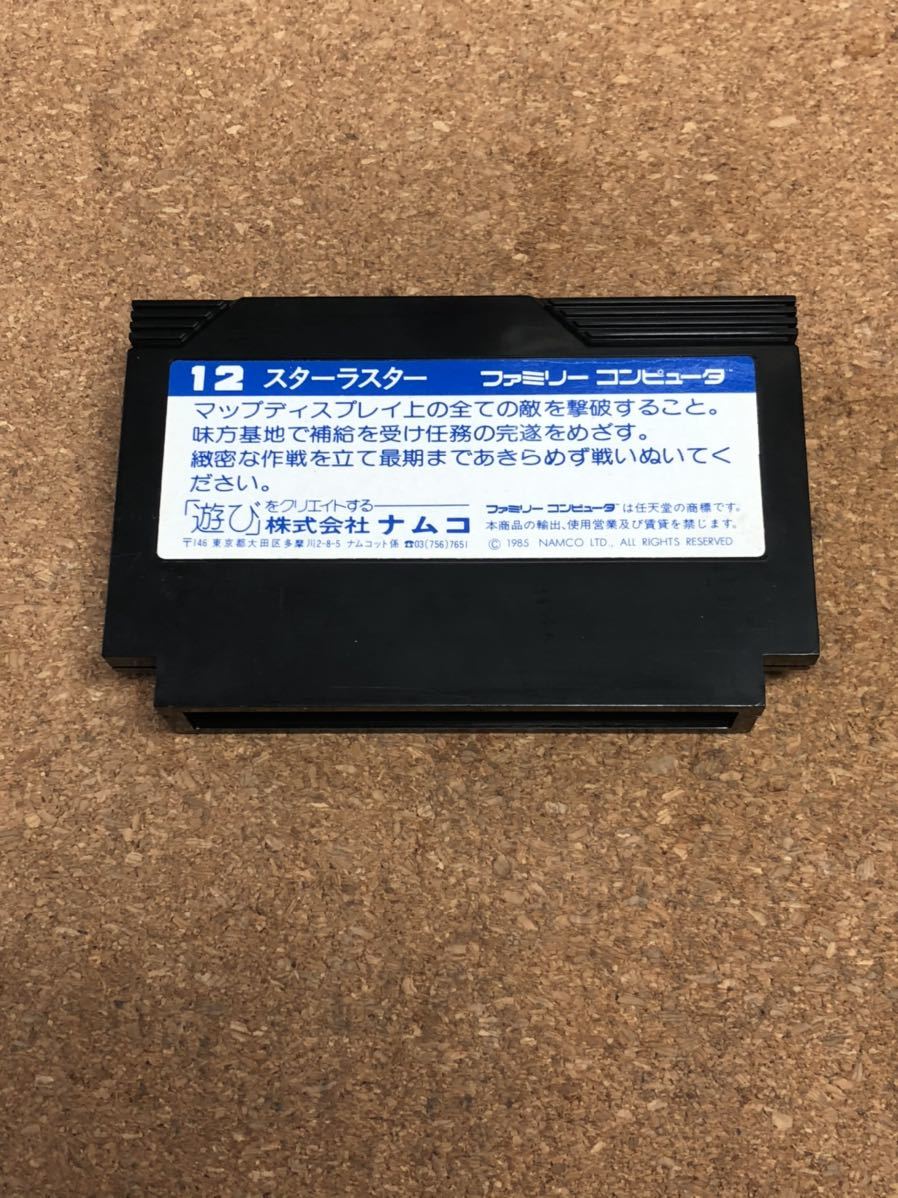 12 スターラスター ファミリー コンピュータ™
マップディスプレイ上の全ての敵を撃破すること。
味方基地で補給を受け任務の完遂をめざす。
緻密な作戦を立て最期まであきらめず戦いぬいてく
ださい。
「遊び」をクリエイトする
株式会社 ナムコ
〒146 東京都大田区多摩川2-8-5 ナムコット係 ☎03(756)7651
ファミリー コンピュータ™は任天堂の商標です。
本商品の輸出、使用営業及び賃貸を禁じます。
© 1985 NAMCO LTD., ALL RIGHTS RESERVED